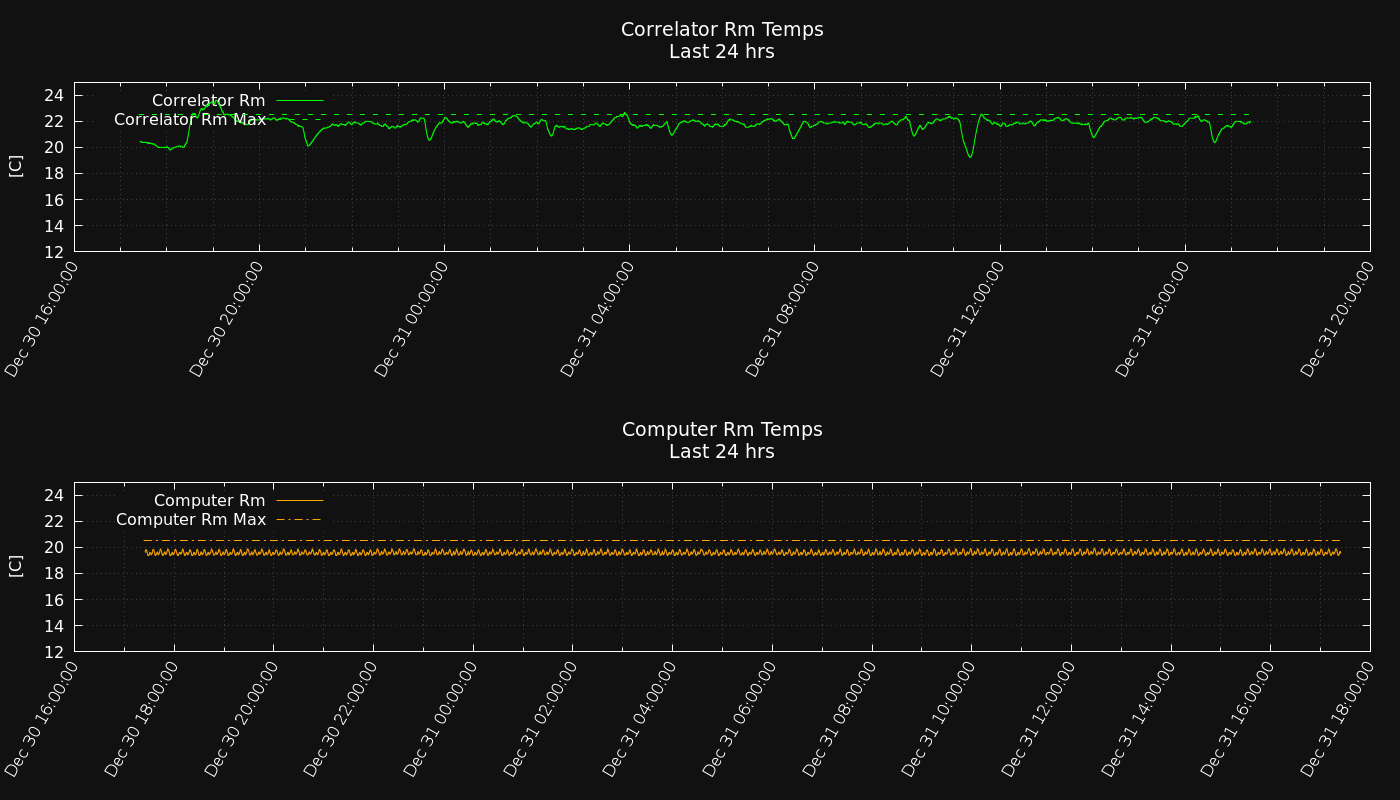 Correlator Rm Temps
Last 24 hrs
Correlator Rm
Correlator Rm Max
[C]
24
22
20
18
16
14
12
Dec 30 16:00:00
Dec 30 20:00:00
Dec 31 00:00:00
Dec 31 04:00:00
Dec 31 08:00:00
Dec 31 12:00:00
Dec 31 16:00:00
Dec 31 20:00:00
Computer Rm Temps
Last 24 hrs
Computer Rm
Computer Rm Max
[C]
24
22
20
18
16
14
12
Dec 30 16:00:00
Dec 30 18:00:00
Dec 30 20:00:00
Dec 30 22:00:00
Dec 31 00:00:00
Dec 31 02:00:00
Dec 31 04:00:00
Dec 31 06:00:00
Dec 31 08:00:00
Dec 31 10:00:00
Dec 31 12:00:00
Dec 31 14:00:00
Dec 31 16:00:00
Dec 31 18:00:00